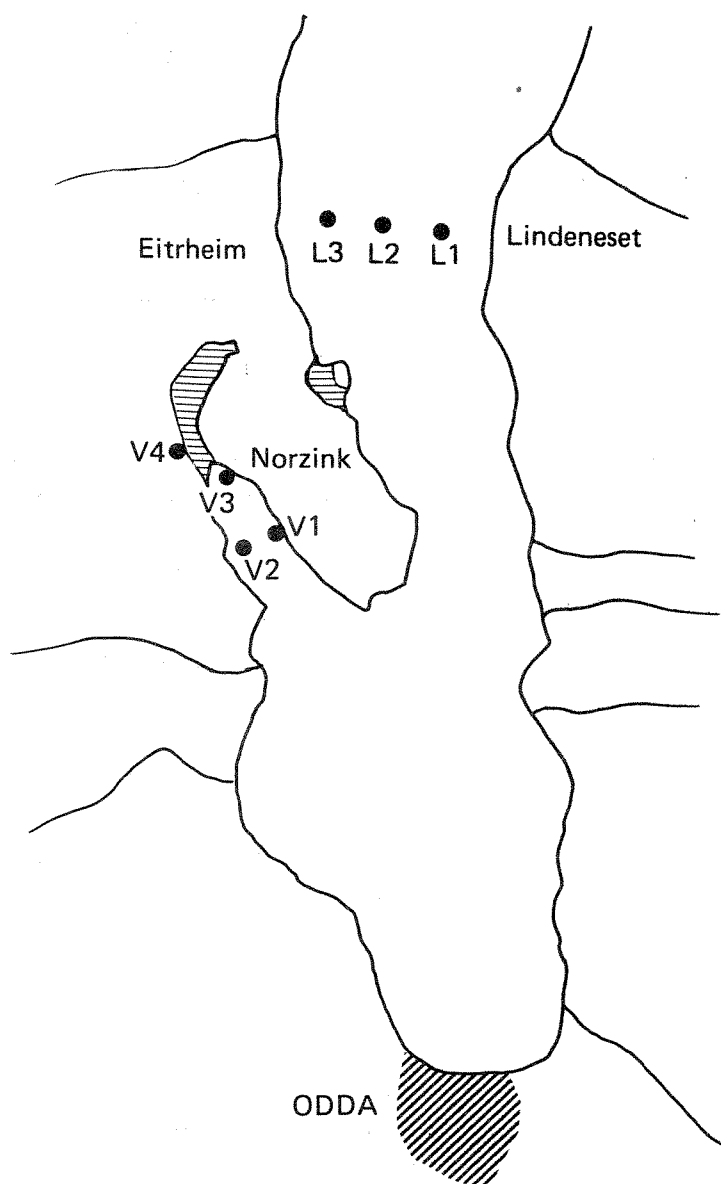 Eitrheim
L3 L2 L1
Lindeneset
V4
Norzink
V3
V1
V2
ODDA